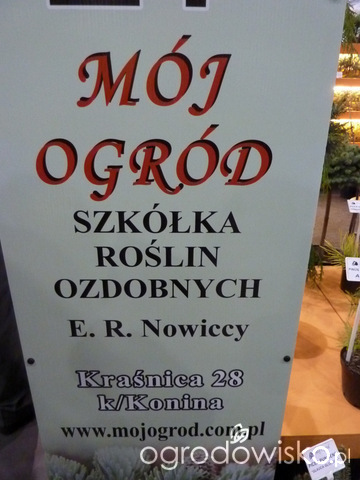 MÓJ
OGRÓD
SZKÓŁKA
ROŚLIN
OZDOBNYCH
E. R. Nowiccy
Kraśnica 28
k/Konina
www.mojogrod.com.pl
ogrodowisko.pl